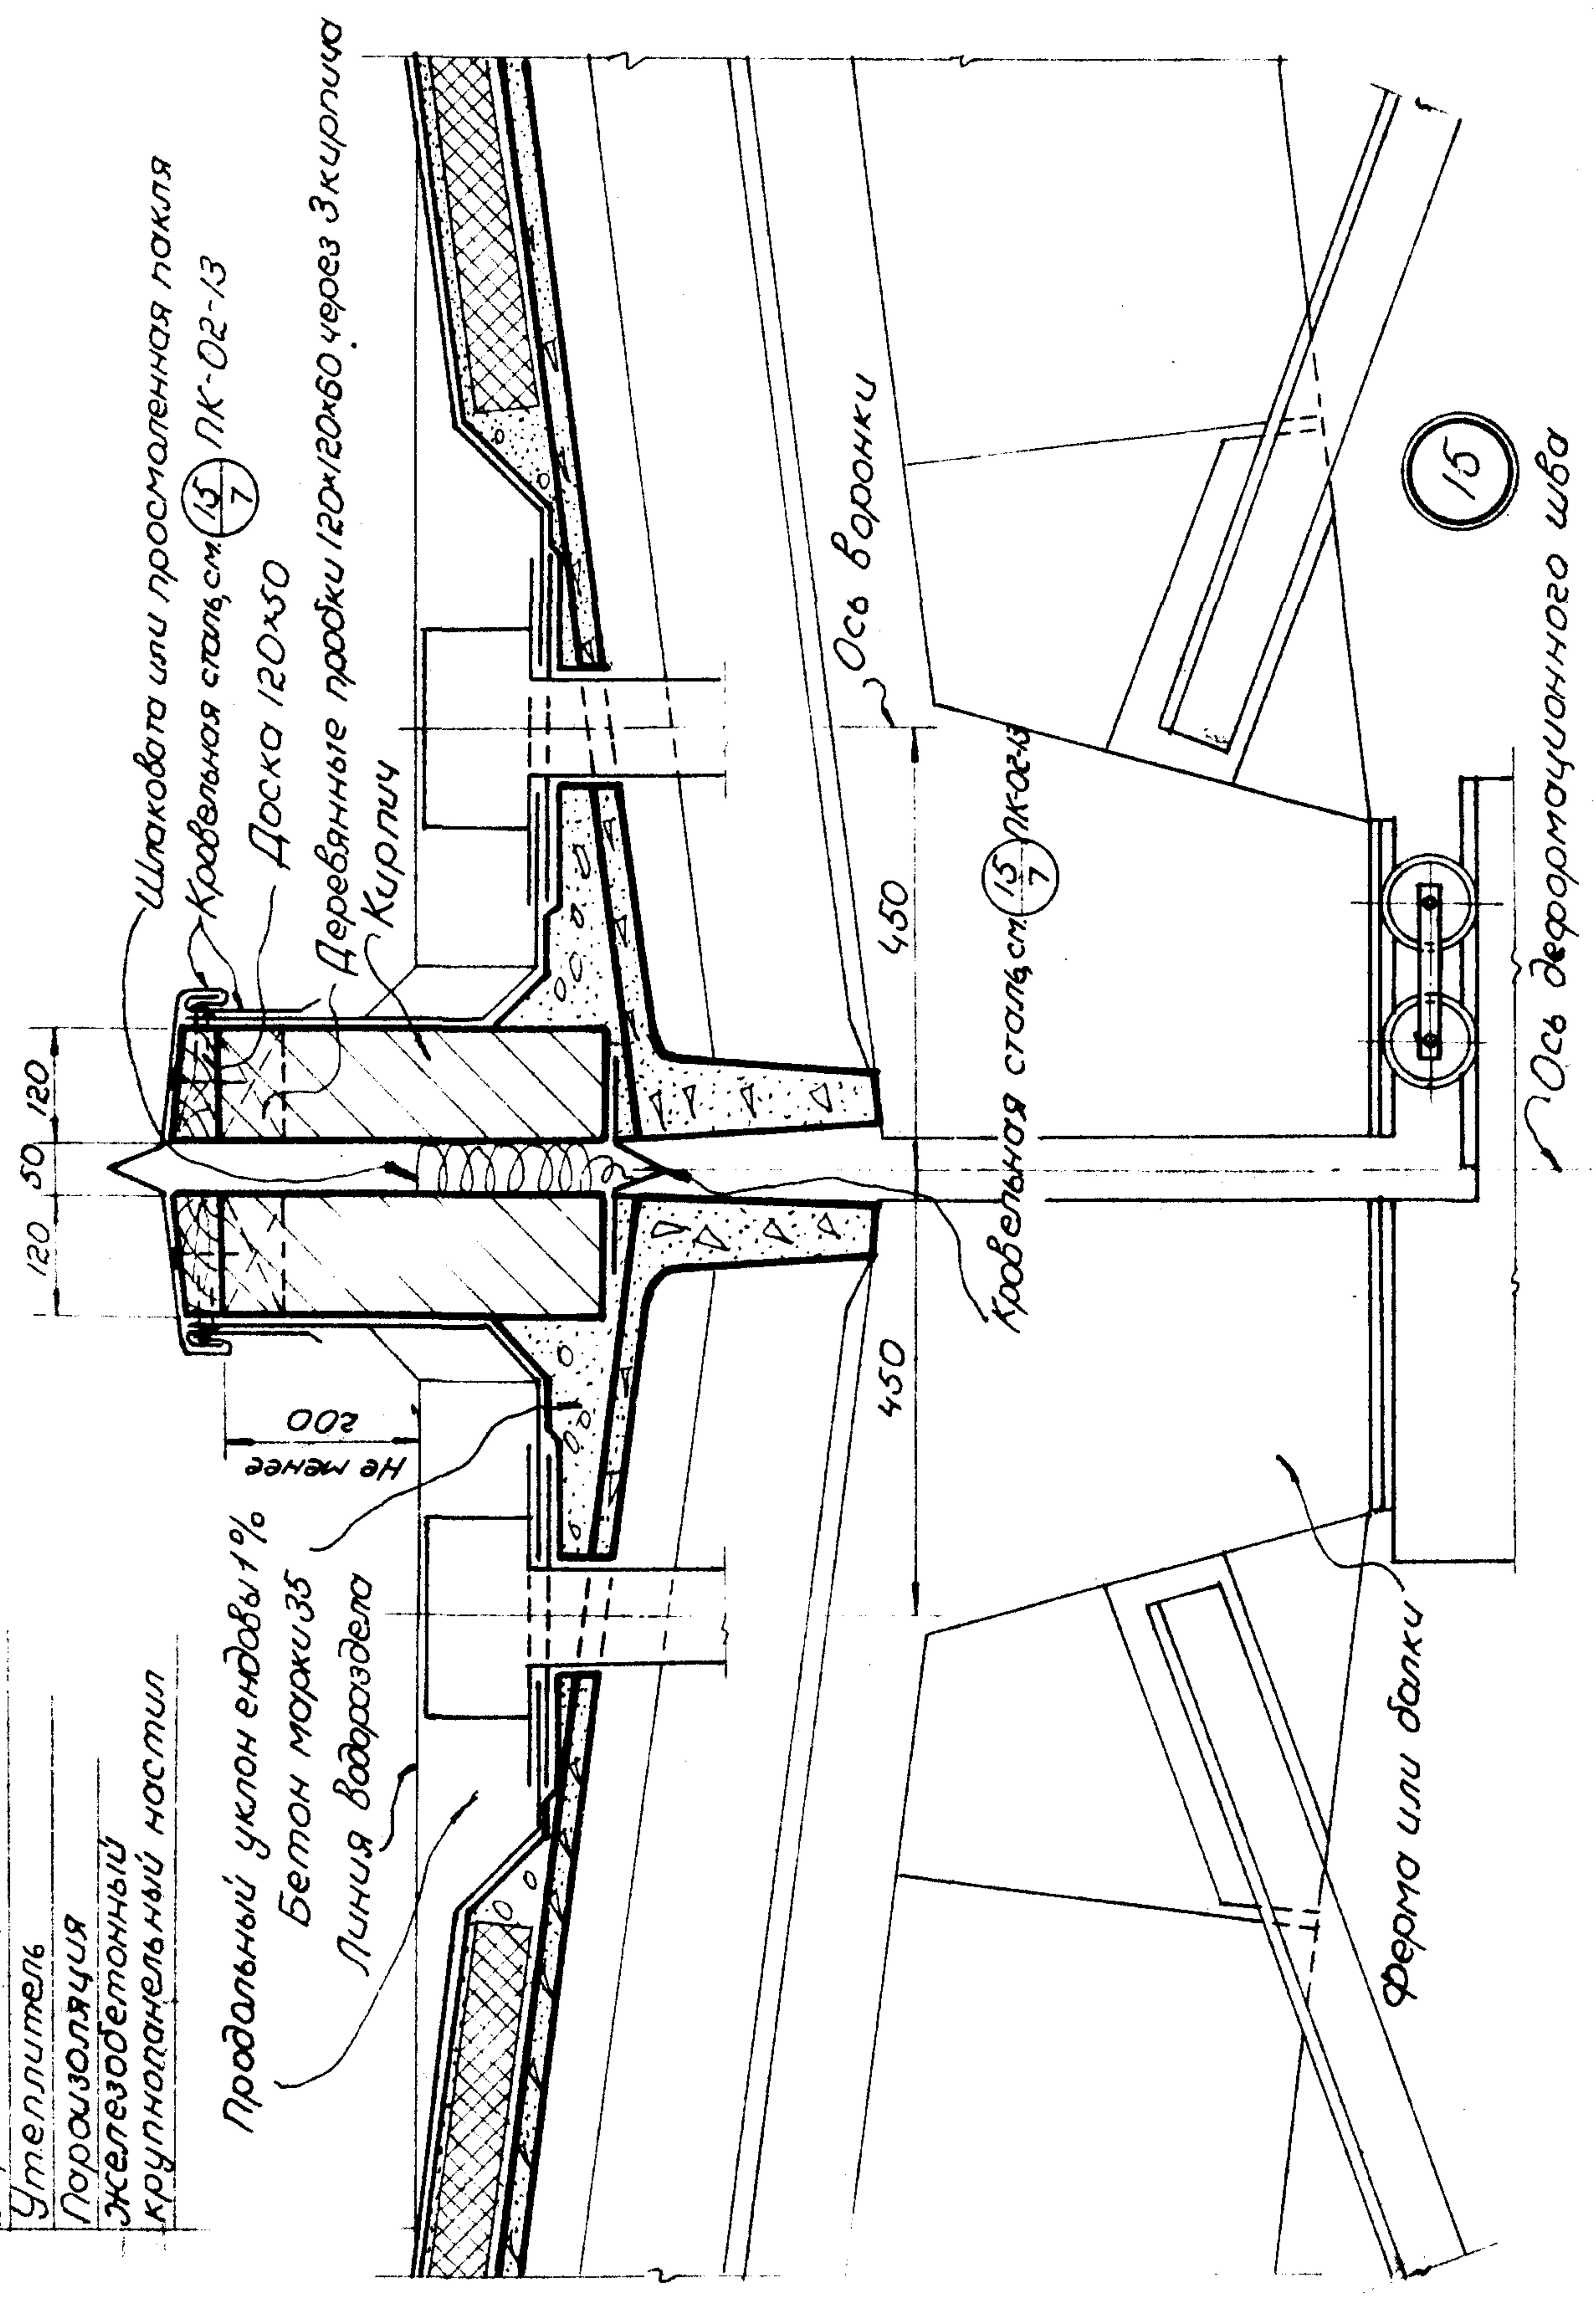 Утеплитель
Пароизоляция
Железобетонный
крупнопанельный настил
Шлаковата или просмоленная пакля
Кровельная сталь, см. 15/7 ПК-02-13
Доска 120×50
Деревянные пробки 120×120×60 через 3 кирпича
Кирпич
120
50
120
не менее
200
Продольный уклон ендовы 1%
Бетон марки 35
Линия водораздела
Ось воронки
450
450
Кровельная сталь, см. 15/7 ПК-02-13
Ферма или балки
15
Ось деформационного шва